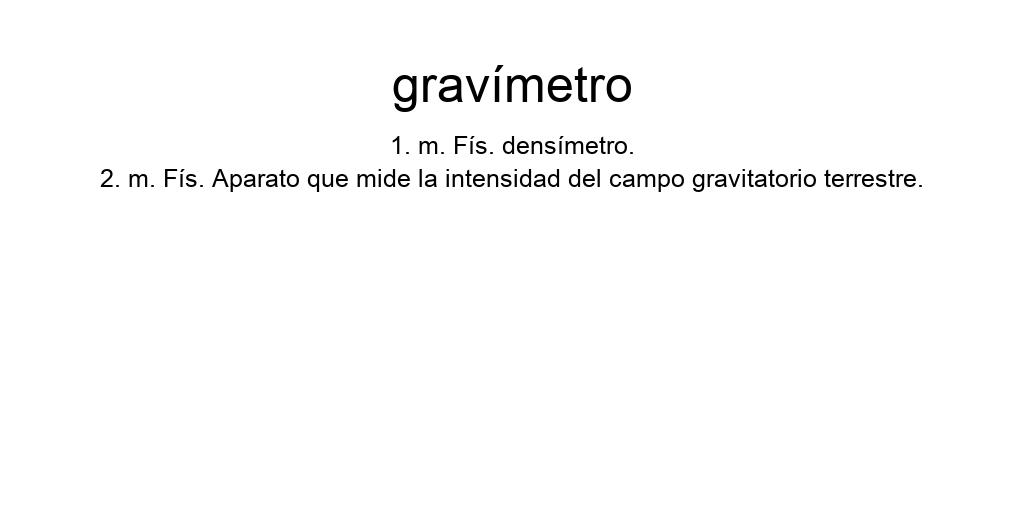 gravímetro
1. m. Fís. densímetro.
2. m. Fís. Aparato que mide la intensidad del campo gravitatorio terrestre.